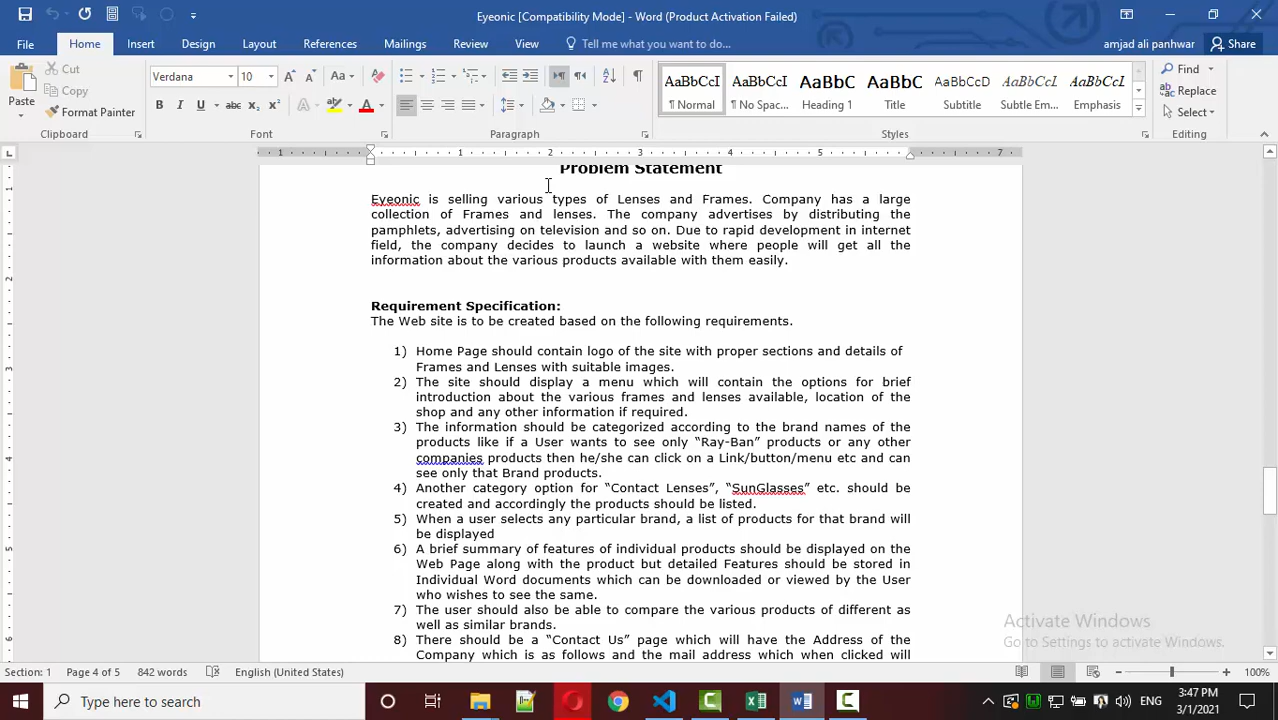 Eyeonic [Compatibility Mode] - Word (Product Activation Failed)
File Home Insert Design Layout References Mailings Review View Tell me what you want to do... amjad ali panhwar Share
Cut
Copy
Paste
Format Painter
Verdana 10
AaBbCcI AaBbCcI AaBbC AaBbC AaBbCcD AaBbCcI AaBbCcI
¶ Normal ¶ No Spac... Heading 1 Title Subtitle Subtle Em... Emphasis
Find
Replace
Select
Clipboard Font Paragraph Styles Editing
Problem Statement
Eyeonic is selling various types of Lenses and Frames. Company has a large
collection of Frames and lenses. The company advertises by distributing the
pamphlets, advertising on television and so on. Due to rapid development in internet
field, the company decides to launch a website where people will get all the
information about the various products available with them easily.
Requirement Specification:
The Web site is to be created based on the following requirements.
1) Home Page should contain logo of the site with proper sections and details of
Frames and Lenses with suitable images.
2) The site should display a menu which will contain the options for brief
introduction about the various frames and lenses available, location of the
shop and any other information if required.
3) The information should be categorized according to the brand names of the
products like if a User wants to see only “Ray-Ban” products or any other
companies products then he/she can click on a Link/button/menu etc and can
see only that Brand products.
4) Another category option for “Contact Lenses”, “SunGlasses” etc. should be
created and accordingly the products should be listed.
5) When a user selects any particular brand, a list of products for that brand will
be displayed
6) A brief summary of features of individual products should be displayed on the
Web Page along with the product but detailed Features should be stored in
Individual Word documents which can be downloaded or viewed by the User
who wishes to see the same.
7) The user should also be able to compare the various products of different as
well as similar brands.
8) There should be a “Contact Us” page which will have the Address of the
Company which is as follows and the mail address which when clicked will
Activate Windows
Go to Settings to activate Windows.
Section: 1 Page 4 of 5 842 words English (United States) 100%
Type here to search
ENG
3:47 PM
3/1/2021